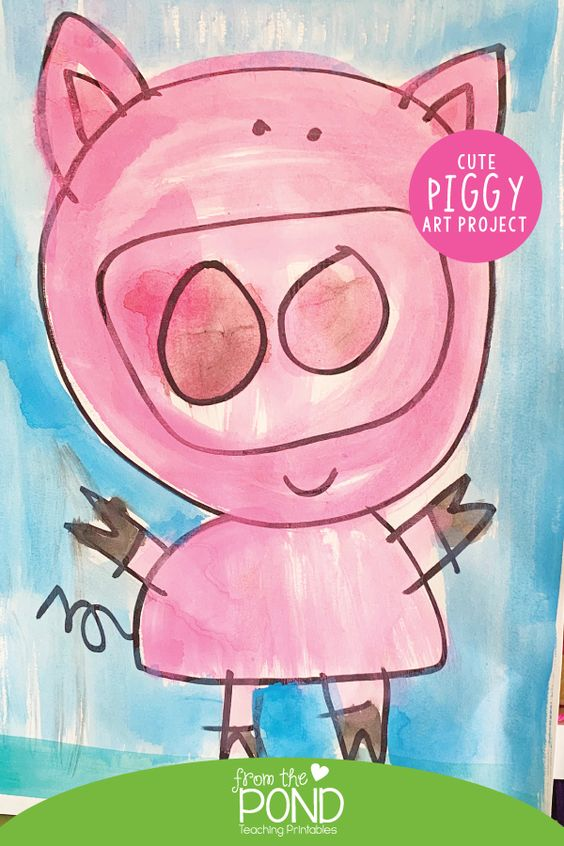 CUTE
PIGGY
ART PROJECT
from the
POND
Teaching Printables